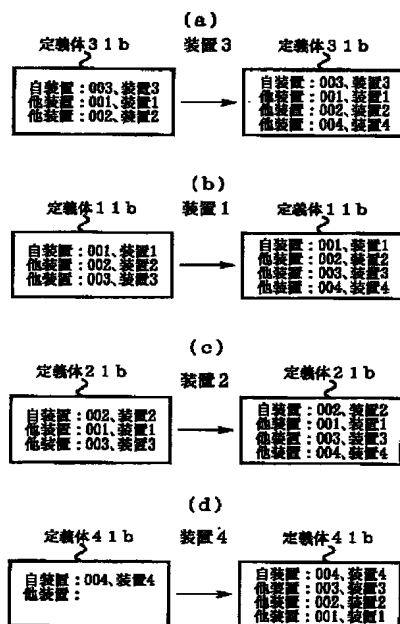 (a)
定義体31b 装置3 定義体31b
自装置:003、装置3
他装置:001、装置1
他装置:002、装置2
自装置:003、装置3
他装置:001、装置1
他装置:002、装置2
他装置:004、装置4
(b)
定義体11b 装置1 定義体11b
自装置:001、装置1
他装置:002、装置2
他装置:003、装置3
自装置:001、装置1
他装置:002、装置2
他装置:003、装置3
他装置:004、装置4
(c)
定義体21b 装置2 定義体21b
自装置:002、装置2
他装置:001、装置1
他装置:003、装置3
自装置:002、装置2
他装置:001、装置1
他装置:003、装置3
他装置:004、装置4
(d)
定義体41b 装置4 定義体41b
自装置:004、装置4
他装置:
自装置:004、装置4
他装置:003、装置3
他装置:002、装置2
他装置:001、装置1